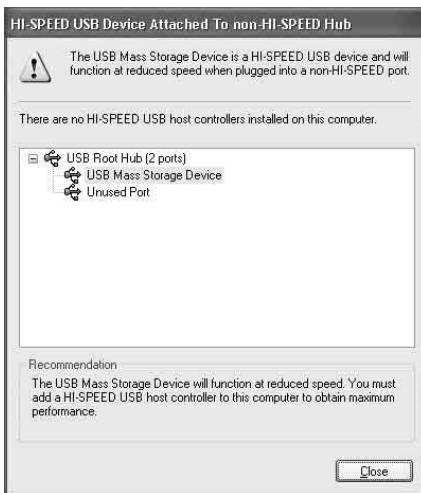 HI-SPEED USB Device Attached To non-HI-SPEED Hub
The USB Mass Storage Device is a HI-SPEED USB device and will
function at reduced speed when plugged into a non-HI-SPEED port.
There are no HI-SPEED USB host controllers installed on this computer.
USB Root Hub (2 ports)
USB Mass Storage Device
Unused Port
Recommendation
The USB Mass Storage Device will function at reduced speed. You must
add a HI-SPEED USB host controller to this computer to obtain maximum
performance.
Close